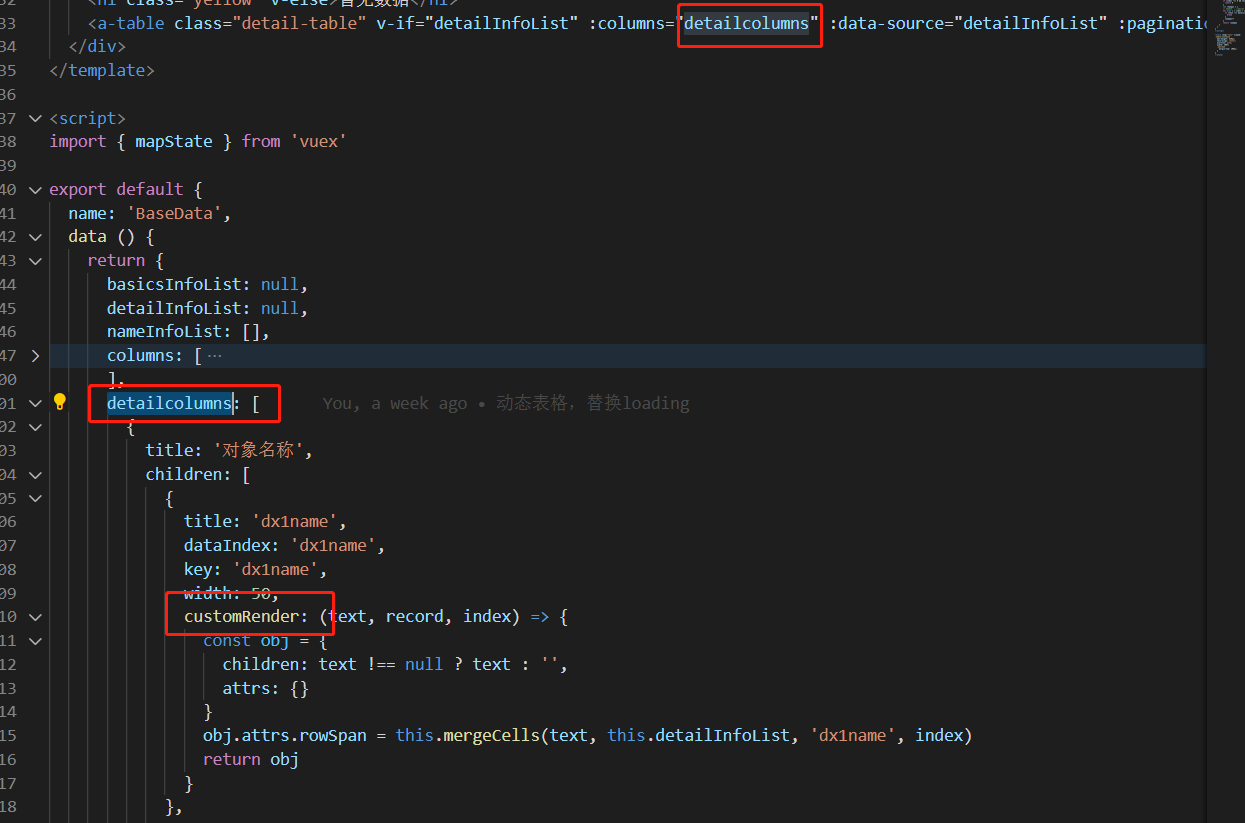 32 <h1 class="yellow" v-else>暂无数据</h1>
33 <a-table class="detail-table" v-if="detailInfoList" :columns="detailcolumns" :data-source="detailInfoList" :paginatio
34 </div>
35 </template>
36
37 <script>
38 import { mapState } from 'vuex'
39
40 export default {
41 name: 'BaseData',
42 data () {
43 return {
44 basicsInfoList: null,
45 detailInfoList: null,
46 nameInfoList: [],
47 columns: [ ···
00 ],
01 detailcolumns: [ You, a week ago • 动态表格，替换loading
02 {
03 title: '对象名称',
04 children: [
05 {
06 title: 'dx1name',
07 dataIndex: 'dx1name',
08 key: 'dx1name',
09 width: 50,
10 customRender: (text, record, index) => {
11 const obj = {
12 children: text !== null ? text : '',
13 attrs: {}
14 }
15 obj.attrs.rowSpan = this.mergeCells(text, this.detailInfoList, 'dx1name', index)
16 return obj
17 }
18 },